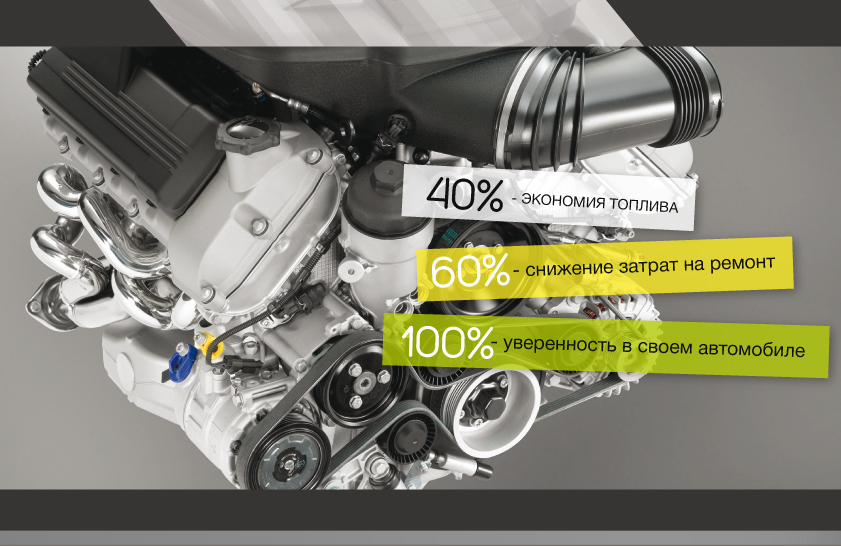 40% - ЭКОНОМИЯ ТОПЛИВА
60% - снижение затрат на ремонт
100% - уверенность в своем автомобиле